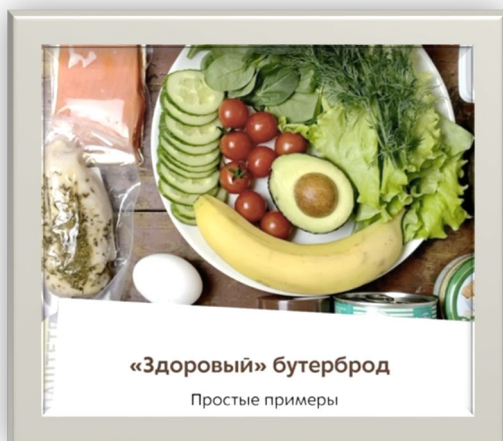 «Здоровый» бутерброд
Простые примеры